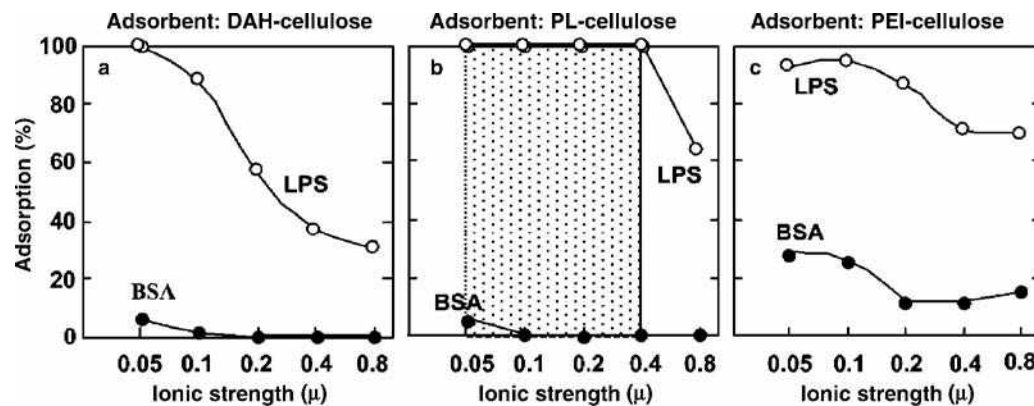 Adsorbent: DAH-cellulose
Adsorbent: PL-cellulose
Adsorbent: PEI-cellulose
Adsorption (%)
100
80
60
40
20
0
a
LPS
BSA
0.05 0.1 0.2 0.4 0.8
Ionic strength (μ)
b
LPS
BSA
0.05 0.1 0.2 0.4 0.8
Ionic strength (μ)
c
LPS
BSA
0.05 0.1 0.2 0.4 0.8
Ionic strength (μ)